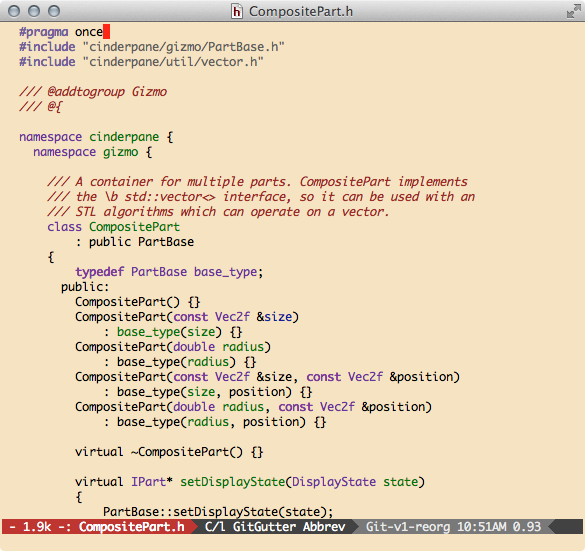 CompositePart.h
#pragma once
#include "cinderpane/gizmo/PartBase.h"
#include "cinderpane/util/vector.h"
/// @addtogroup Gizmo
/// @{
namespace cinderpane {
namespace gizmo {
/// A container for multiple parts. CompositePart implements
/// the \b std::vector<> interface, so it can be used with an
/// STL algorithms which can operate on a vector.
class CompositePart
: public PartBase
{
typedef PartBase base_type;
public:
CompositePart() {}
CompositePart(const Vec2f &size)
: base_type(size) {}
CompositePart(double radius)
: base_type(radius) {}
CompositePart(const Vec2f &size, const Vec2f &position)
: base_type(size, position) {}
CompositePart(double radius, const Vec2f &position)
: base_type(radius, position) {}
virtual ~CompositePart() {}
virtual IPart* setDisplayState(DisplayState state)
{
PartBase::setDisplayState(state);
- 1.9k -: CompositePart.h C/l GitGutter Abbrev Git-v1-reorg 10:51AM 0.93